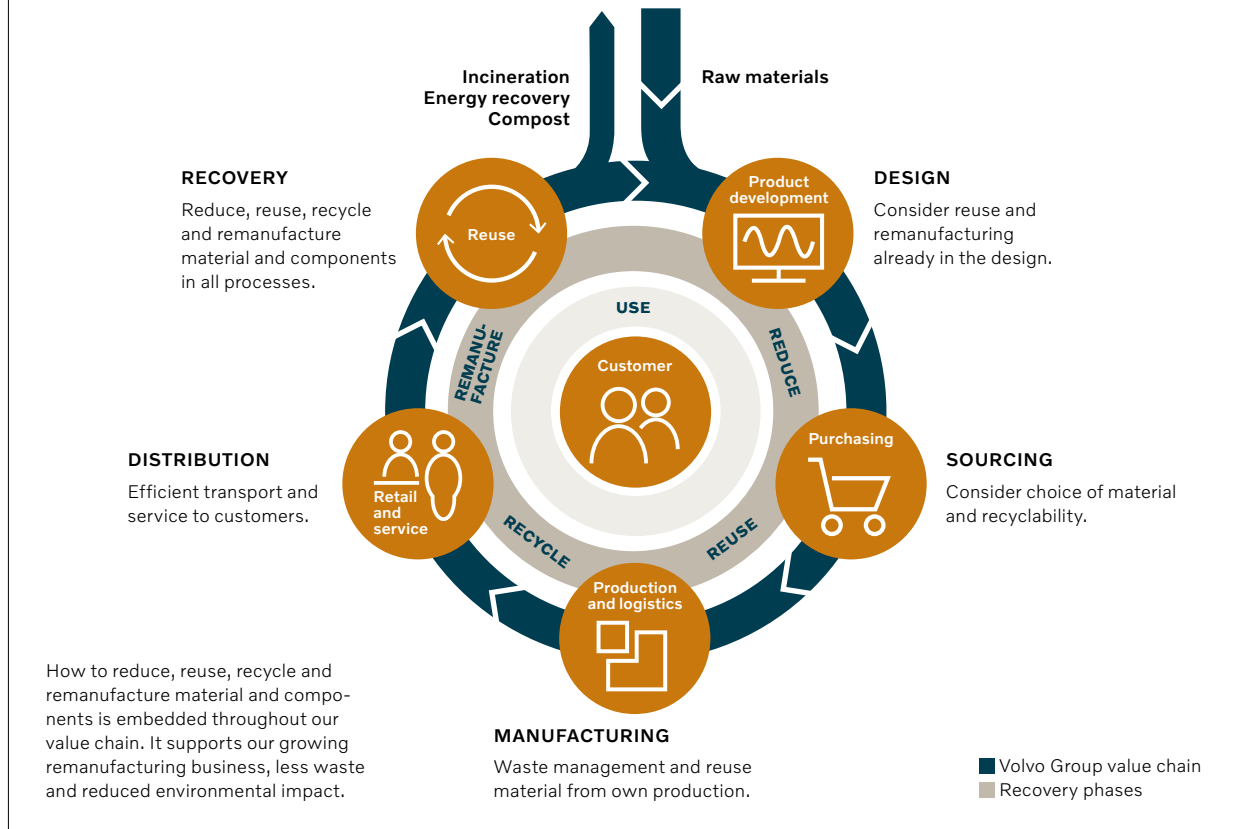 Incineration
Energy recovery
Compost
Raw materials
RECOVERY
Reduce, reuse, recycle
and remanufacture
material and components
in all processes.
Reuse
Product
development
DESIGN
Consider reuse and
remanufacturing
already in the design.
USE
Customer
REMANU-
FACTURE
REDUCE
REUSE
RECYCLE
Purchasing
SOURCING
Consider choice of material
and recyclability.
DISTRIBUTION
Efficient transport and
service to customers.
Retail
and
service
Production
and logistics
MANUFACTURING
Waste management and reuse
material from own production.
How to reduce, reuse, recycle and
remanufacture material and compo-
nents is embedded throughout our
value chain. It supports our growing
remanufacturing business, less waste
and reduced environmental impact.
Volvo Group value chain
Recovery phases